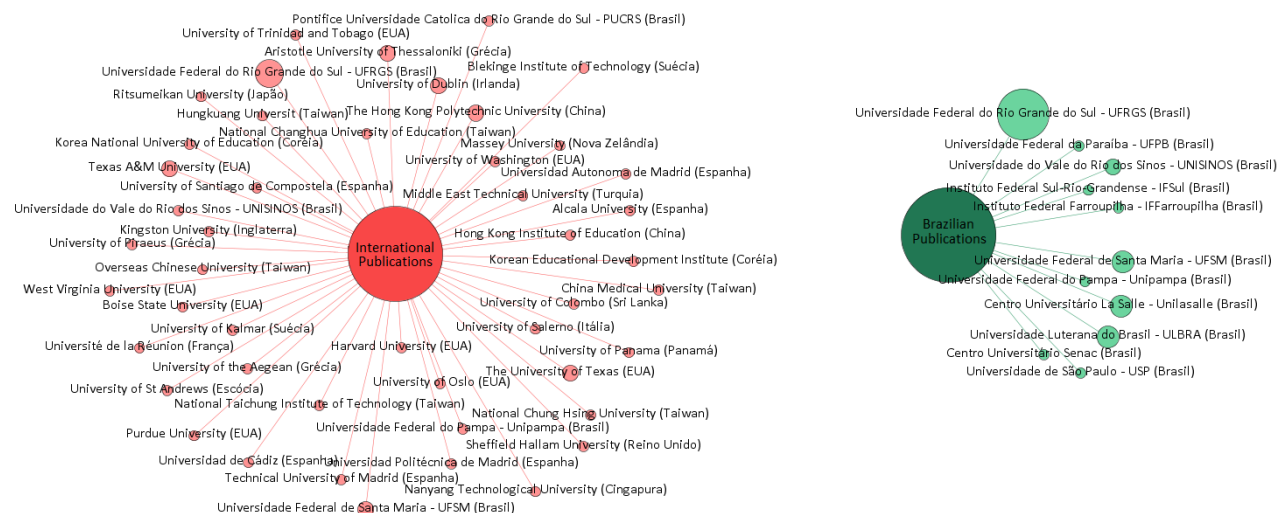 Pontifice Universidade Catolica do Rio Grande do Sul - PUCRS (Brasil)
University of Trinidad and Tobago (EUA)
Aristotle University of Thessaloniki (Grécia)
Blekinge Institute of Technology (Suécia)
Universidade Federal do Rio Grande do Sul - UFRGS (Brasil)
University of Dublin (Irlanda)
Ritsumeikan University (Japão)
The Hong Kong Polytechnic University (China)
Hungkuang Universit (Taiwan)
National Changhua University of Education (Taiwan)
Korea National University of Education (Coréia)
Massey University (Nova Zelândia)
University of Washington (EUA)
Texas A&M University (EUA)
Universidad Autonoma de Madrid (Espanha)
University of Santiago de Compostela (Espanha)
Middle East Technical University (Turquia)
Universidade do Vale do Rio dos Sinos - UNISINOS (Brasil)
Alcala University (Espanha)
Kingston University (Inglaterra)
Hong Kong Institute of Education (China)
University of Piraeus (Grécia)
International
Publications
Korean Educational Development Institute (Coréia)
Overseas Chinese University (Taiwan)
West Virginia University (EUA)
China Medical University (Taiwan)
Boise State University (EUA)
University of Colombo (Sri Lanka)
University of Kalmar (Suécia)
University of Salerno (Itália)
Université de la Réunion (França)
Harvard University (EUA)
University of Panama (Panamá)
University of the Aegean (Grécia)
The University of Texas (EUA)
University of St Andrews (Escócia)
University of Oslo (EUA)
National Taichung Institute of Technology (Taiwan)
National Chung Hsing University (Taiwan)
Universidade Federal do Pampa - Unipampa (Brasil)
Purdue University (EUA)
Sheffield Hallam University (Reino Unido)
Universidad de Cádiz (Espanha)
Universidad Politécnica de Madrid (Espanha)
Technical University of Madrid (Espanha)
Nanyang Technological University (Cingapura)
Universidade Federal de Santa Maria - UFSM (Brasil)
Universidade Federal do Rio Grande do Sul - UFRGS (Brasil)
Universidade Federal da Paraíba - UFPB (Brasil)
Universidade do Vale do Rio dos Sinos - UNISINOS (Brasil)
Instituto Federal Sul-Rio-Grandense - IFSul (Brasil)
Instituto Federal Farroupilha - IFFarroupilha (Brasil)
Brazilian
Publications
Universidade Federal de Santa Maria - UFSM (Brasil)
Universidade Federal do Pampa - Unipampa (Brasil)
Centro Universitário La Salle - Unilasalle (Brasil)
Universidade Luterana do Brasil - ULBRA (Brasil)
Centro Universitário Senac (Brasil)
Universidade de São Paulo - USP (Brasil)